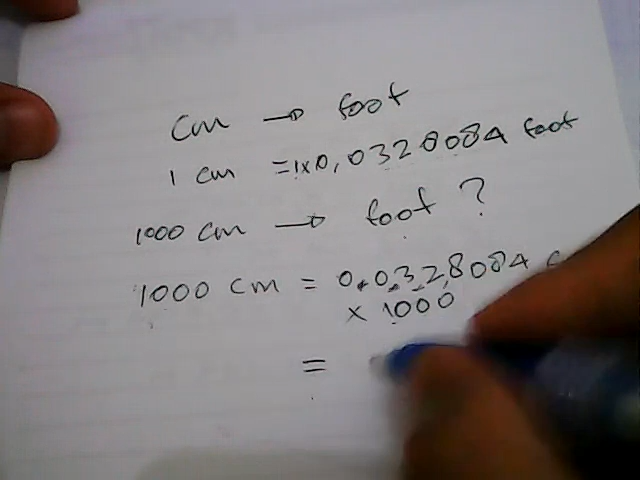 cm → foot
1 cm = 1x0,0328084 foot
1000 cm → foot ?
1000 cm = 0,0328084
x 1000
=